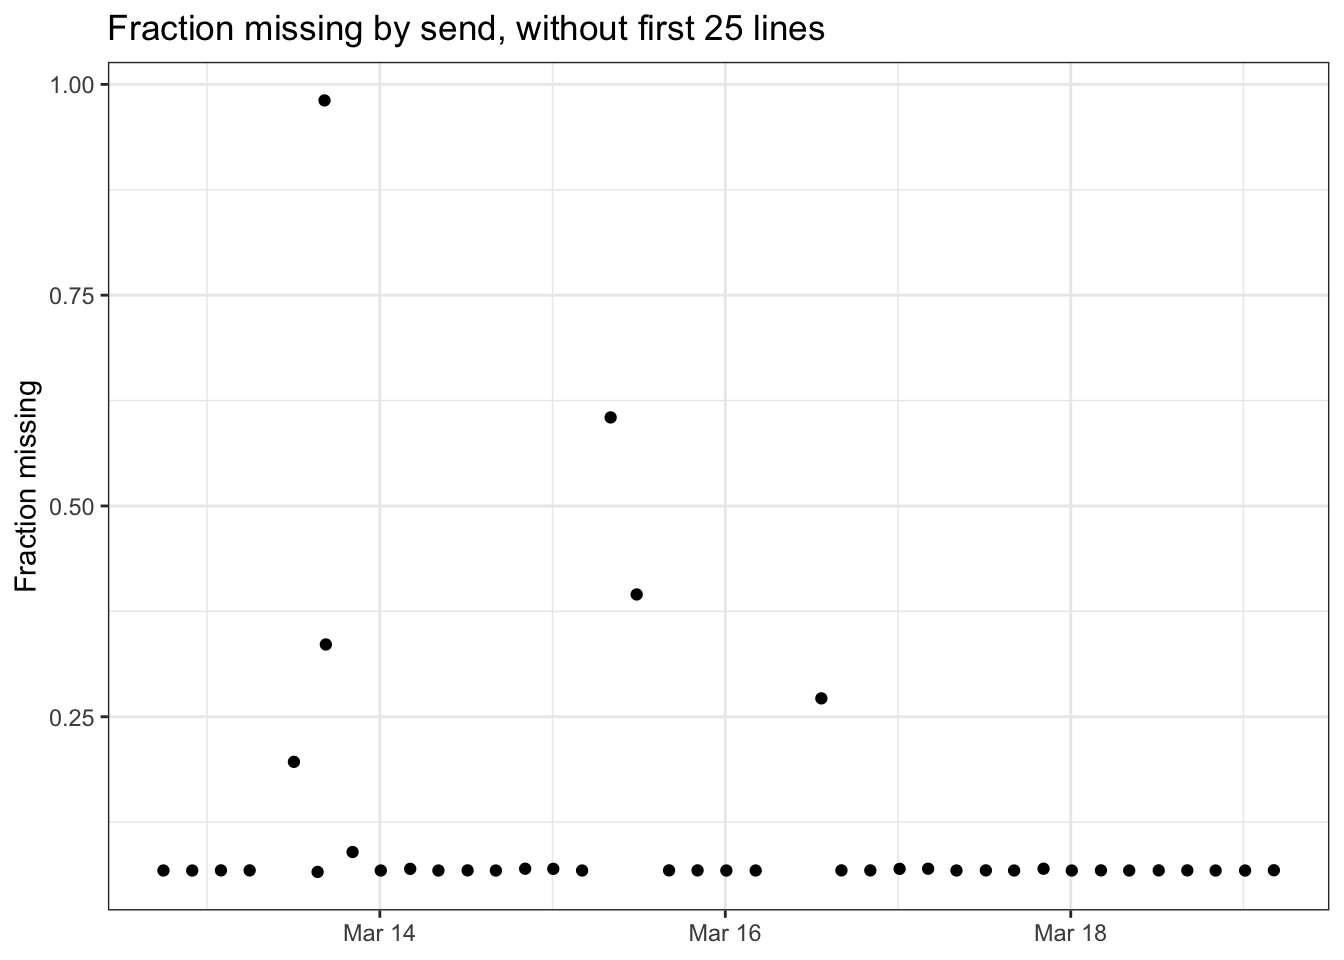 Fraction missing by send, without first 25 lines
1.00
0.75
0.50
0.25
Fraction missing
Mar 14
Mar 16
Mar 18